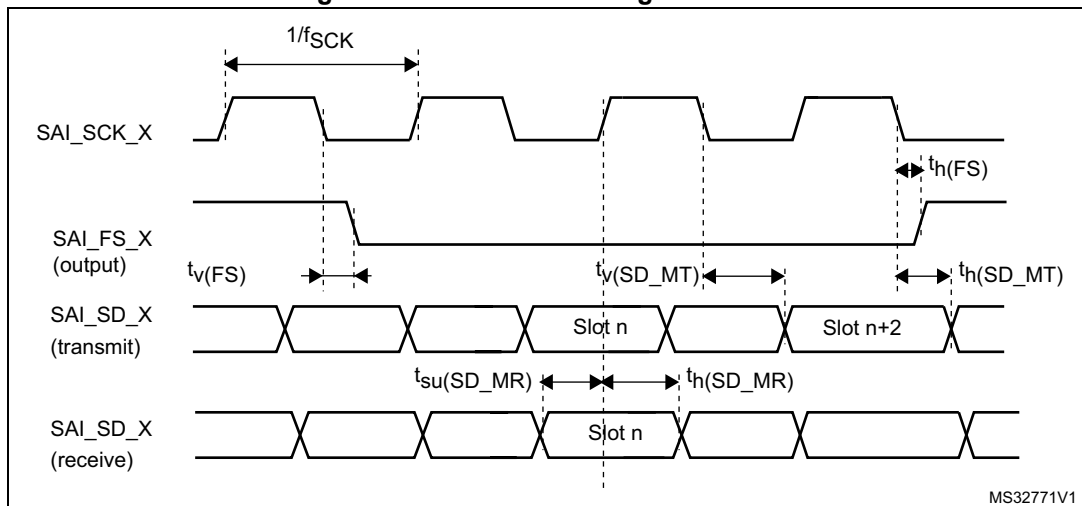 1/fSCK
SAI_SCK_X
th(FS)
SAI_FS_X
(output)
tv(FS)
tv(SD_MT)
th(SD_MT)
SAI_SD_X
(transmit)
Slot n
Slot n+2
tsu(SD_MR)
th(SD_MR)
SAI_SD_X
(receive)
Slot n
MS32771V1